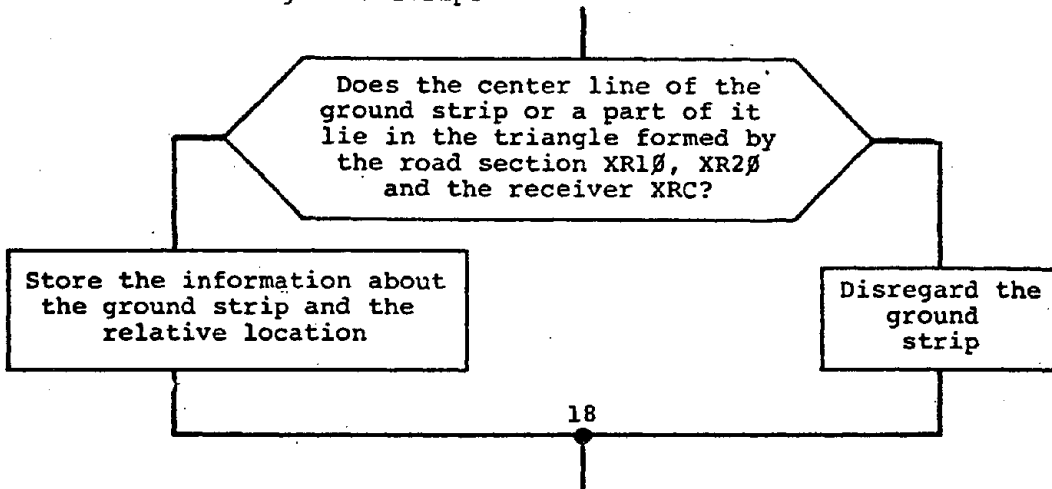 Does the center line of the
ground strip or a part of it
lie in the triangle formed by
the road section XR1Ø, XR2Ø
and the receiver XRC?
Store the information about
the ground strip and the
relative location
Disregard the
ground
strip
18